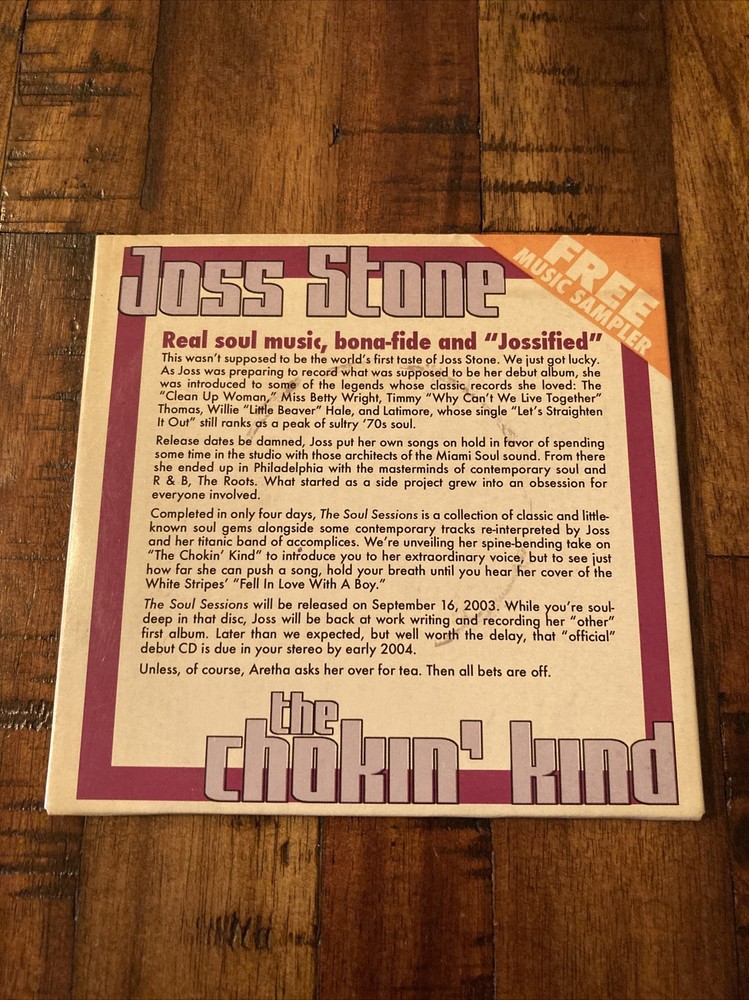 Joss Stone
FREE
MUSIC SAMPLER
Real soul music, bona-fide and “Jossified”
This wasn’t supposed to be the world’s first taste of Joss Stone. We just got lucky.
As Joss was preparing to record what was supposed to be her debut album, she
was introduced to some of the legends whose classic records she loved: The
“Clean Up Woman,” Miss Betty Wright, Timmy “Why Can’t We Live Together”
Thomas, Willie “Little Beaver” Hale, and Latimore, whose single “Let’s Straighten
It Out” still ranks as a peak of sultry ’70s soul.
Release dates be damned, Joss put her own songs on hold in favor of spending
some time in the studio with those architects of the Miami Soul sound. From there
she ended up in Philadelphia with the masterminds of contemporary soul and
R & B, The Roots. What started as a side project grew into an obsession for
everyone involved.
Completed in only four days, The Soul Sessions is a collection of classic and little-
known soul gems alongside some contemporary tracks re-interpreted by Joss
and her titanic band of accomplices. We’re unveiling her spine-bending take on
“The Chokin’ Kind” to introduce you to her extraordinary voice, but to see just
how far she can push a song, hold your breath until you hear her cover of the
White Stripes’ “Fell In Love With A Boy.”
The Soul Sessions will be released on September 16, 2003. While you’re soul-
deep in that disc, Joss will be back at work writing and recording her “other”
first album. Later than we expected, but well worth the delay, that “official”
debut CD is due in your stereo by early 2004.
Unless, of course, Aretha asks her over for tea. Then all bets are off.
the
chokin’ kind